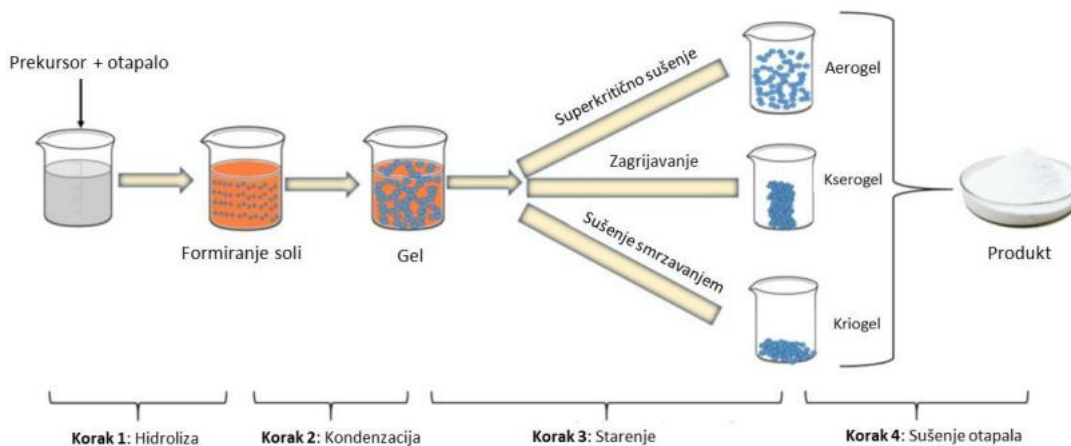 Prekursor + otapalo
Formiranje soli
Gel
Superkritično sušenje
Zagrijavanje
Sušenje smrzavanjem
Aerogel
Kserogel
Kriogel
Produkt
Korak 1: Hidroliza
Korak 2: Kondenzacija
Korak 3: Starenje
Korak 4: Sušenje otapala